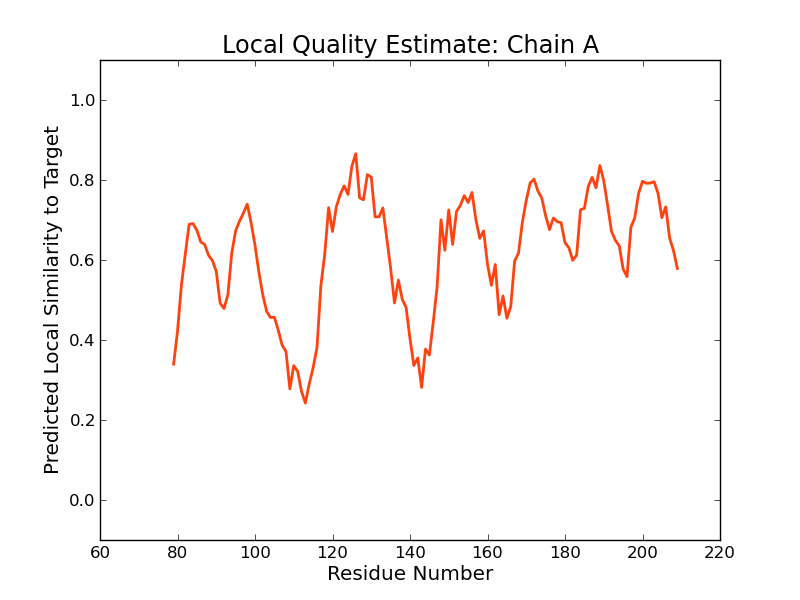 Local Quality Estimate: Chain A
Predicted Local Similarity to Target
1.0
0.8
0.6
0.4
0.2
0.0
60 80 100 120 140 160 180 200 220
Residue Number